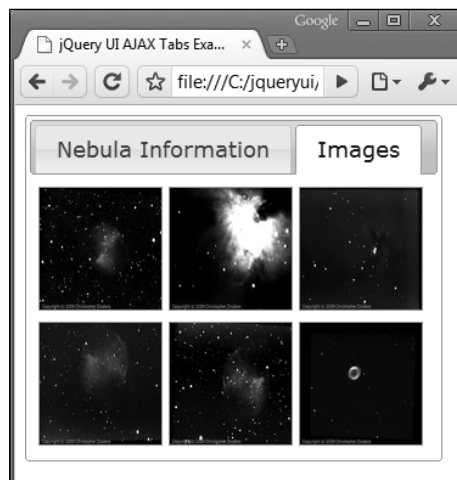 Google
jQuery UI AJAX Tabs Exa...
file:///C:/jqueryui/
Nebula Information
Images